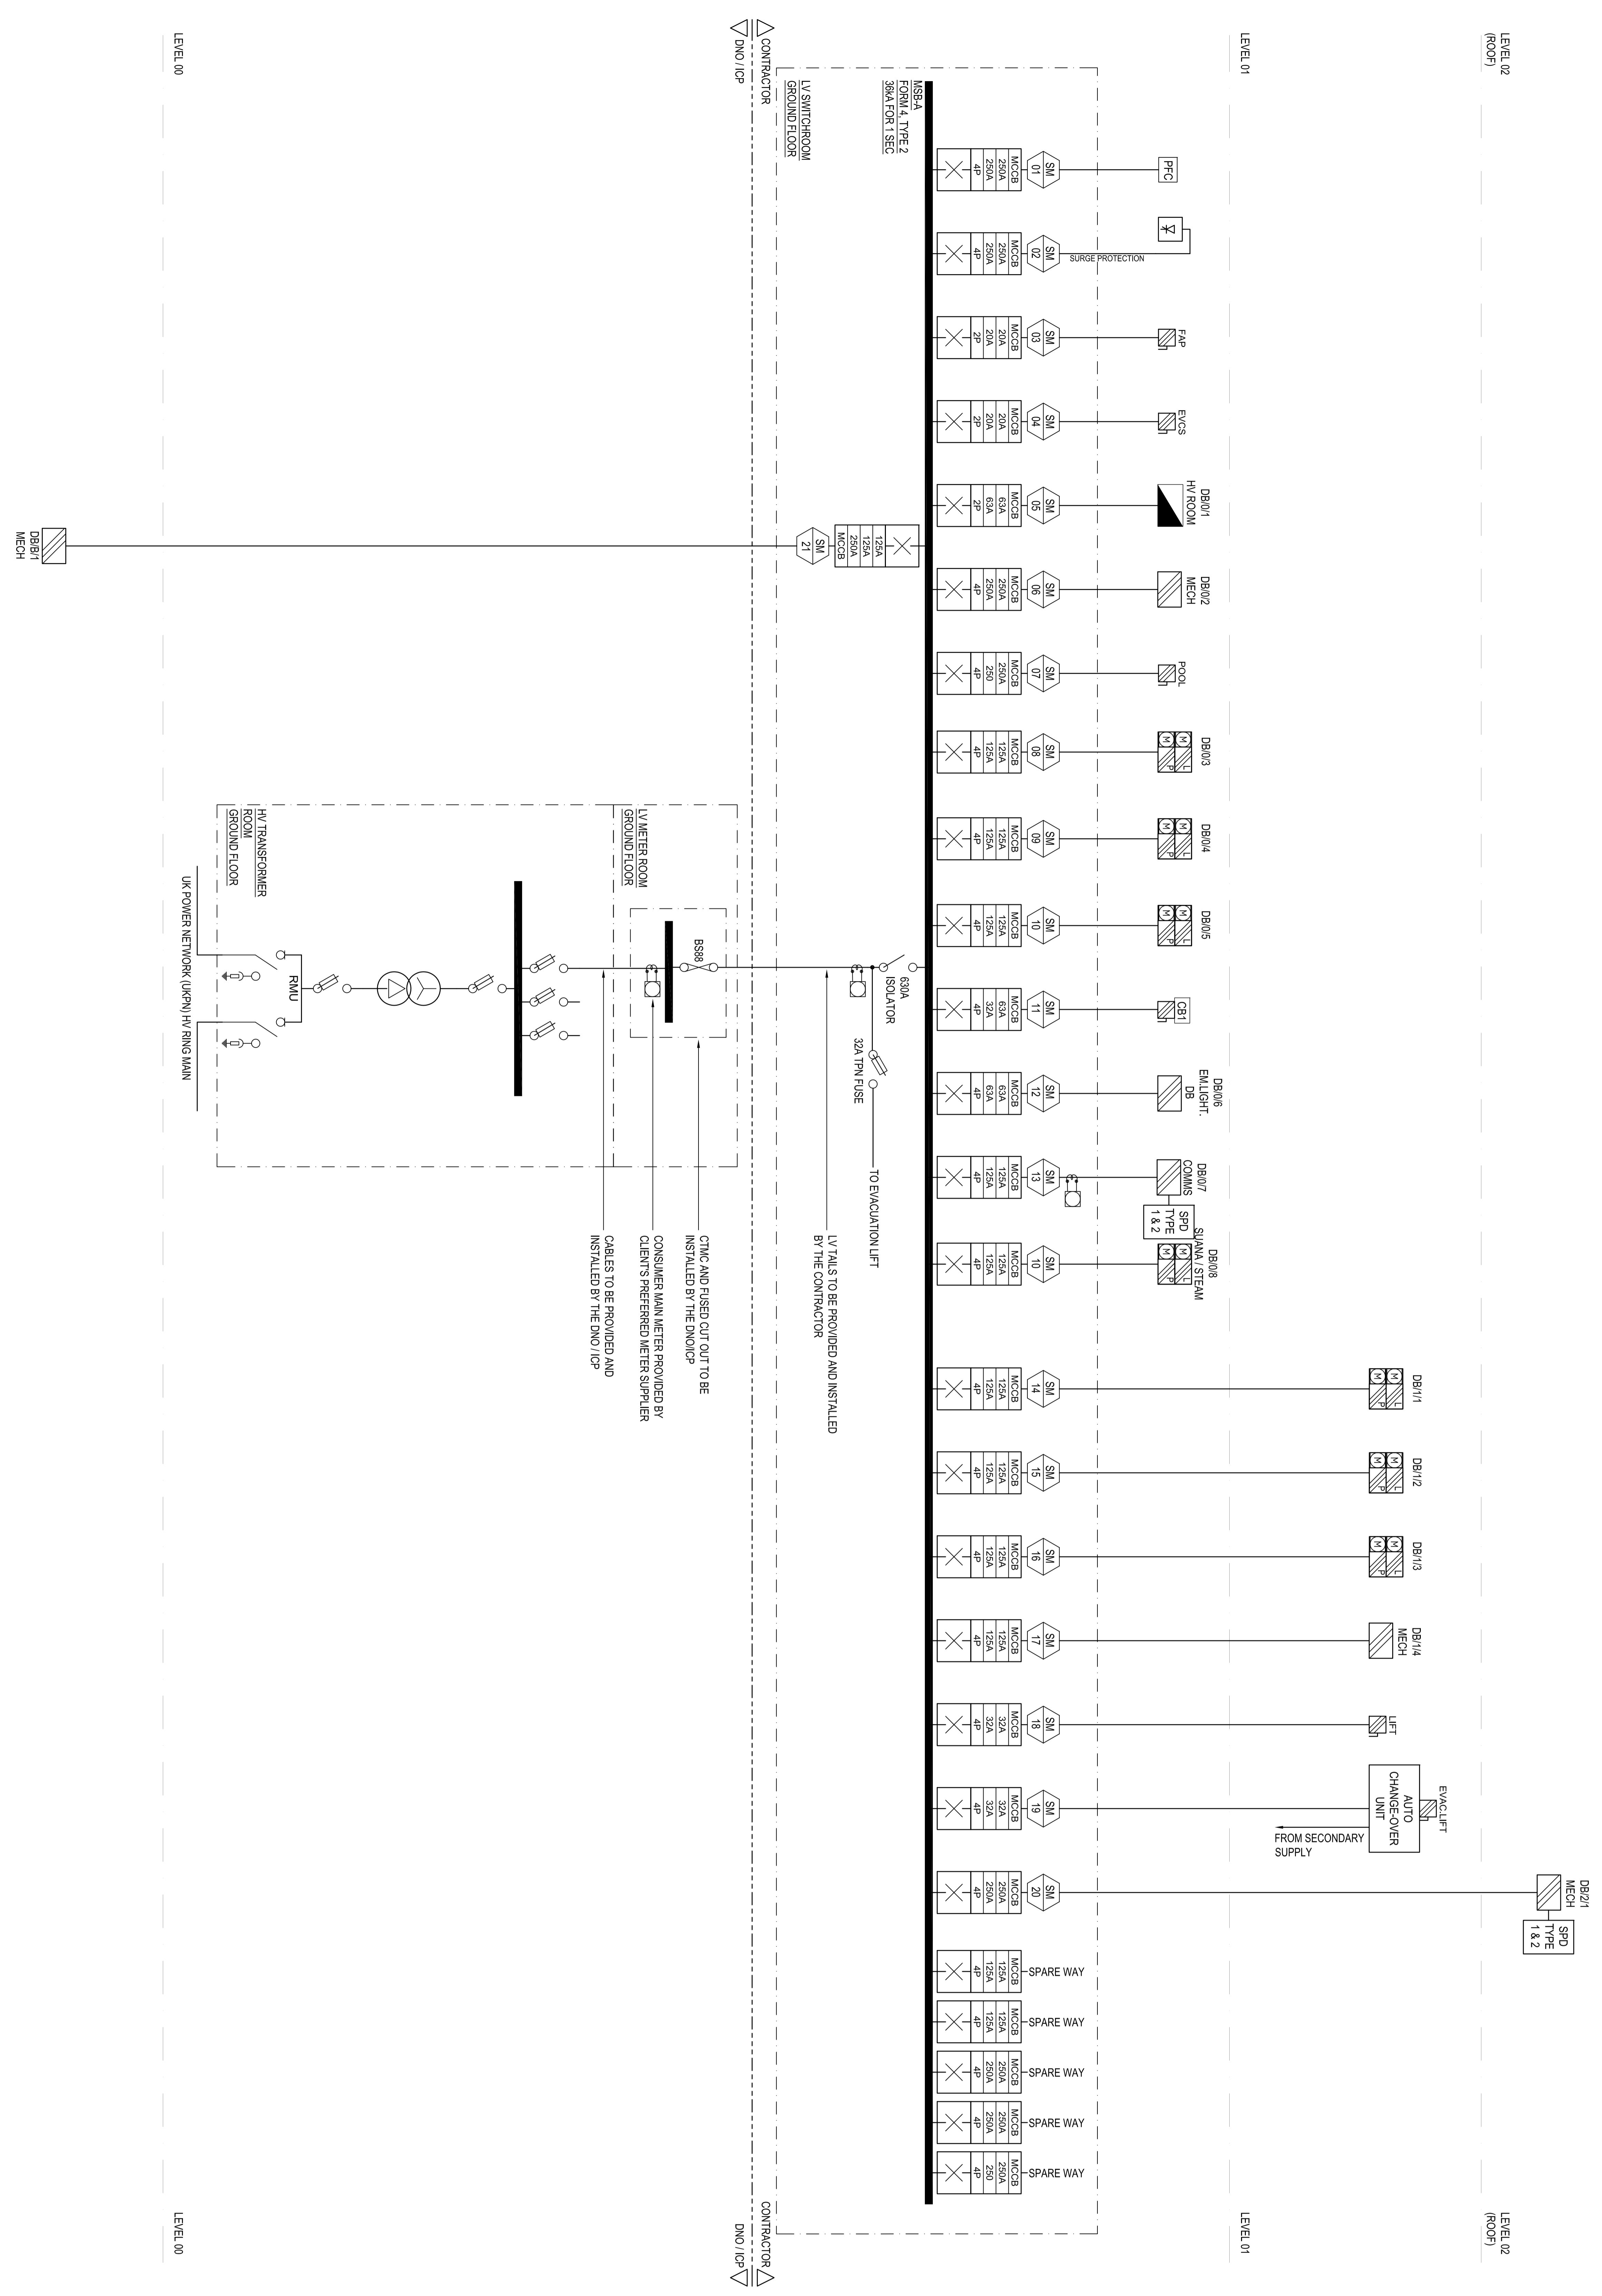 LEVEL 02
(ROOF)
LEVEL 02
(ROOF)
DB/2/1
MECH
SPD
TYPE
1 & 2
DB/1/1
M
L
M
P
DB/1/2
M
L
M
P
DB/1/3
M
L
M
P
DB/1/4
MECH
LIFT
EVAC.LIFT
AUTO
CHANGE-OVER
UNIT
FROM SECONDARY
SUPPLY
LEVEL 01
LEVEL 01
PFC
SURGE PROTECTION
FAP
EVCS
DB/0/1
HV ROOM
DB/0/2
MECH
POOL
DB/0/3
M
L
M
P
DB/0/4
M
L
M
P
DB/0/5
M
L
M
P
CB1
DB/0/6
EM.LIGHT.
DB
DB/0/7
COMMS
SPD
TYPE
1 & 2
DB/0/8
SUANA / STEAM
M
L
M
P
SM
01
MCCB
250A
250A
4P
SM
02
MCCB
250A
250A
4P
SM
03
MCCB
20A
20A
2P
SM
04
MCCB
20A
20A
2P
SM
05
MCCB
63A
63A
2P
SM
06
MCCB
250A
250A
4P
SM
07
MCCB
250A
250
4P
SM
08
MCCB
125A
125A
4P
SM
09
MCCB
125A
125A
4P
SM
10
MCCB
125A
125A
4P
SM
11
MCCB
63A
32A
4P
SM
12
MCCB
63A
63A
4P
SM
13
MCCB
125A
125A
4P
SM
10
MCCB
125A
125A
4P
SM
14
MCCB
125A
125A
4P
SM
15
MCCB
125A
125A
4P
SM
16
MCCB
125A
125A
4P
SM
17
MCCB
125A
125A
4P
SM
18
MCCB
32A
32A
4P
SM
19
MCCB
32A
32A
4P
SM
20
MCCB
250A
250A
4P
SPARE WAY
MCCB
125A
125A
4P
SPARE WAY
MCCB
125A
125A
4P
SPARE WAY
MCCB
250A
250A
4P
SPARE WAY
MCCB
250A
250A
4P
SPARE WAY
MCCB
250A
250
4P
MSB-A
FORM 4, TYPE 2
36kA FOR 1 SEC
LV SWITCHROOM
GROUND FLOOR
125A
125A
250A
MCCB
SM
21
630A
ISOLATOR
32A TPN FUSE
TO EVACUATION LIFT
LV TAILS TO BE PROVIDED AND INSTALLED
BY THE CONTRACTOR
CONTRACTOR
DNO / ICP
CONTRACTOR
DNO / ICP
BS88
LV METER ROOM
GROUND FLOOR
CTMC AND FUSED CUT OUT TO BE
INSTALLED BY THE DNO/ICP
CONSUMER MAIN METER PROVIDED BY
CLIENT'S PREFERRED METER SUPPLIER
CABLES TO BE PROVIDED AND
INSTALLED BY THE DNO / ICP
HV TRANSFORMER
ROOM
GROUND FLOOR
RMU
UK POWER NETWORK (UKPN) HV RING MAIN
LEVEL 00
LEVEL 00
DB/B/1
MECH